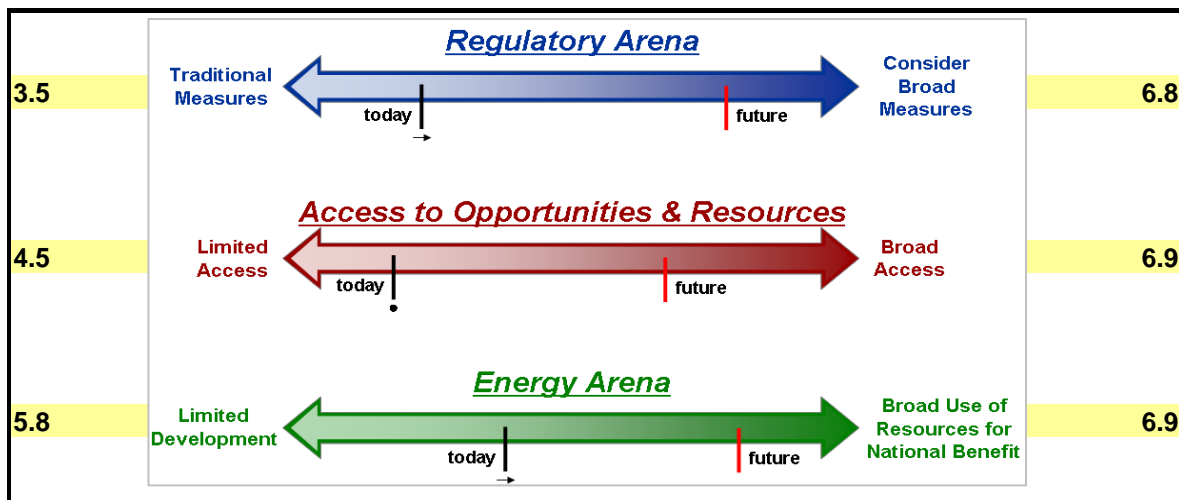 Regulatory Arena
Traditional
Measures
Consider
Broad
Measures
3.5
6.8
today
future
Access to Opportunities & Resources
Limited
Access
Broad
Access
4.5
6.9
today
future
Energy Arena
Limited
Development
Broad Use of
Resources for
National Benefit
5.8
6.9
today
future